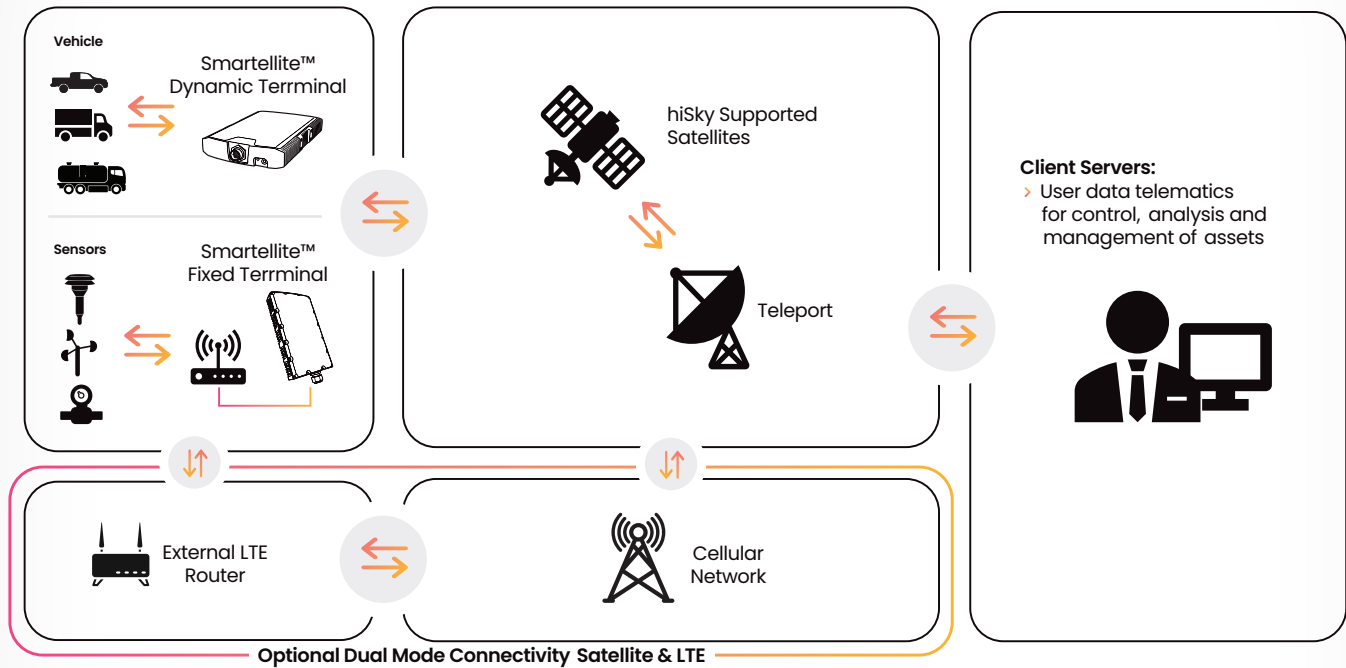 Vehicle
Smartellite™
Dynamic Terrminal
Sensors
Smartellite™
Fixed Terrminal
hiSky Supported
Satellites
Teleport
Client Servers:
› User data telematics
for control, analysis and
management of assets
External LTE
Router
Cellular
Network
Optional Dual Mode Connectivity Satellite & LTE